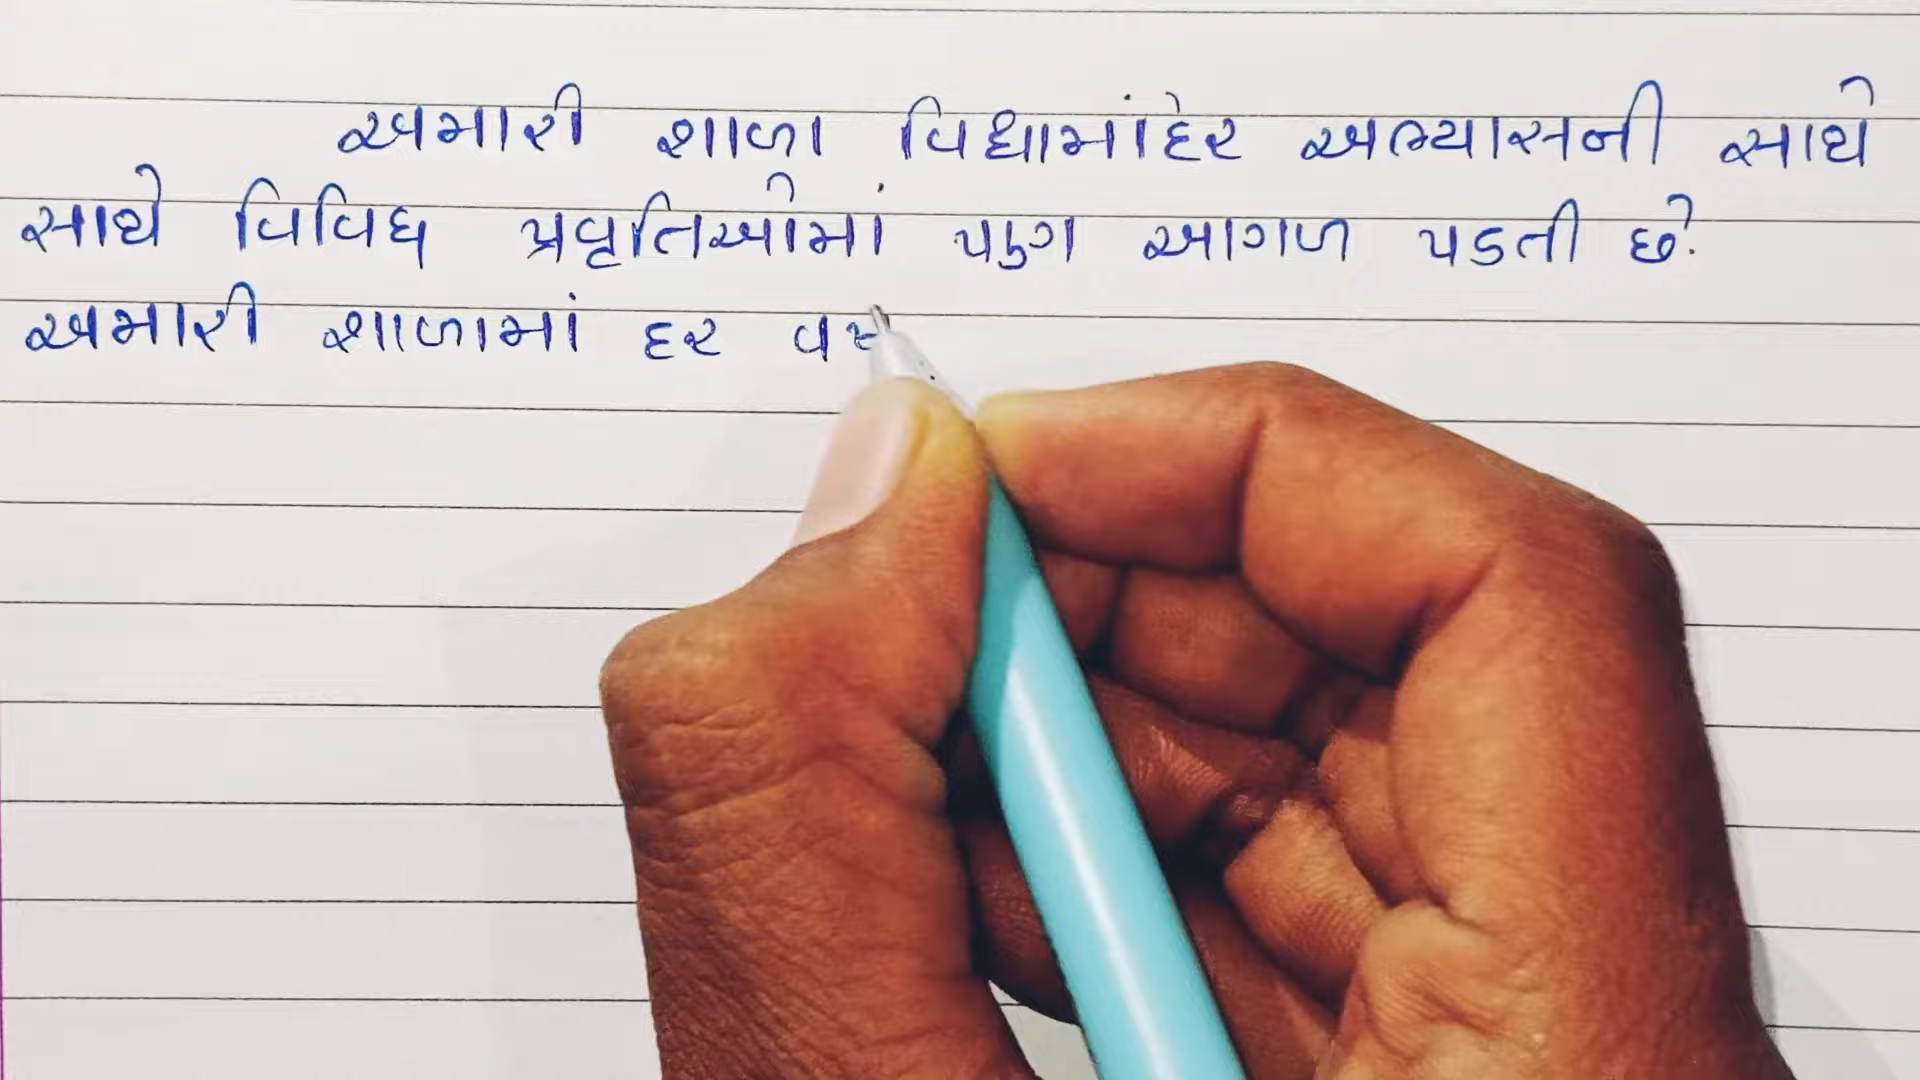 અમારી શાળા વિદ્યામાંદેર અભ્યાસની સાથે
સાથે વિવિધ પ્રવૃતિઓમાં પણ આગળ પડતી છે.
અમારી શાળામાં દર